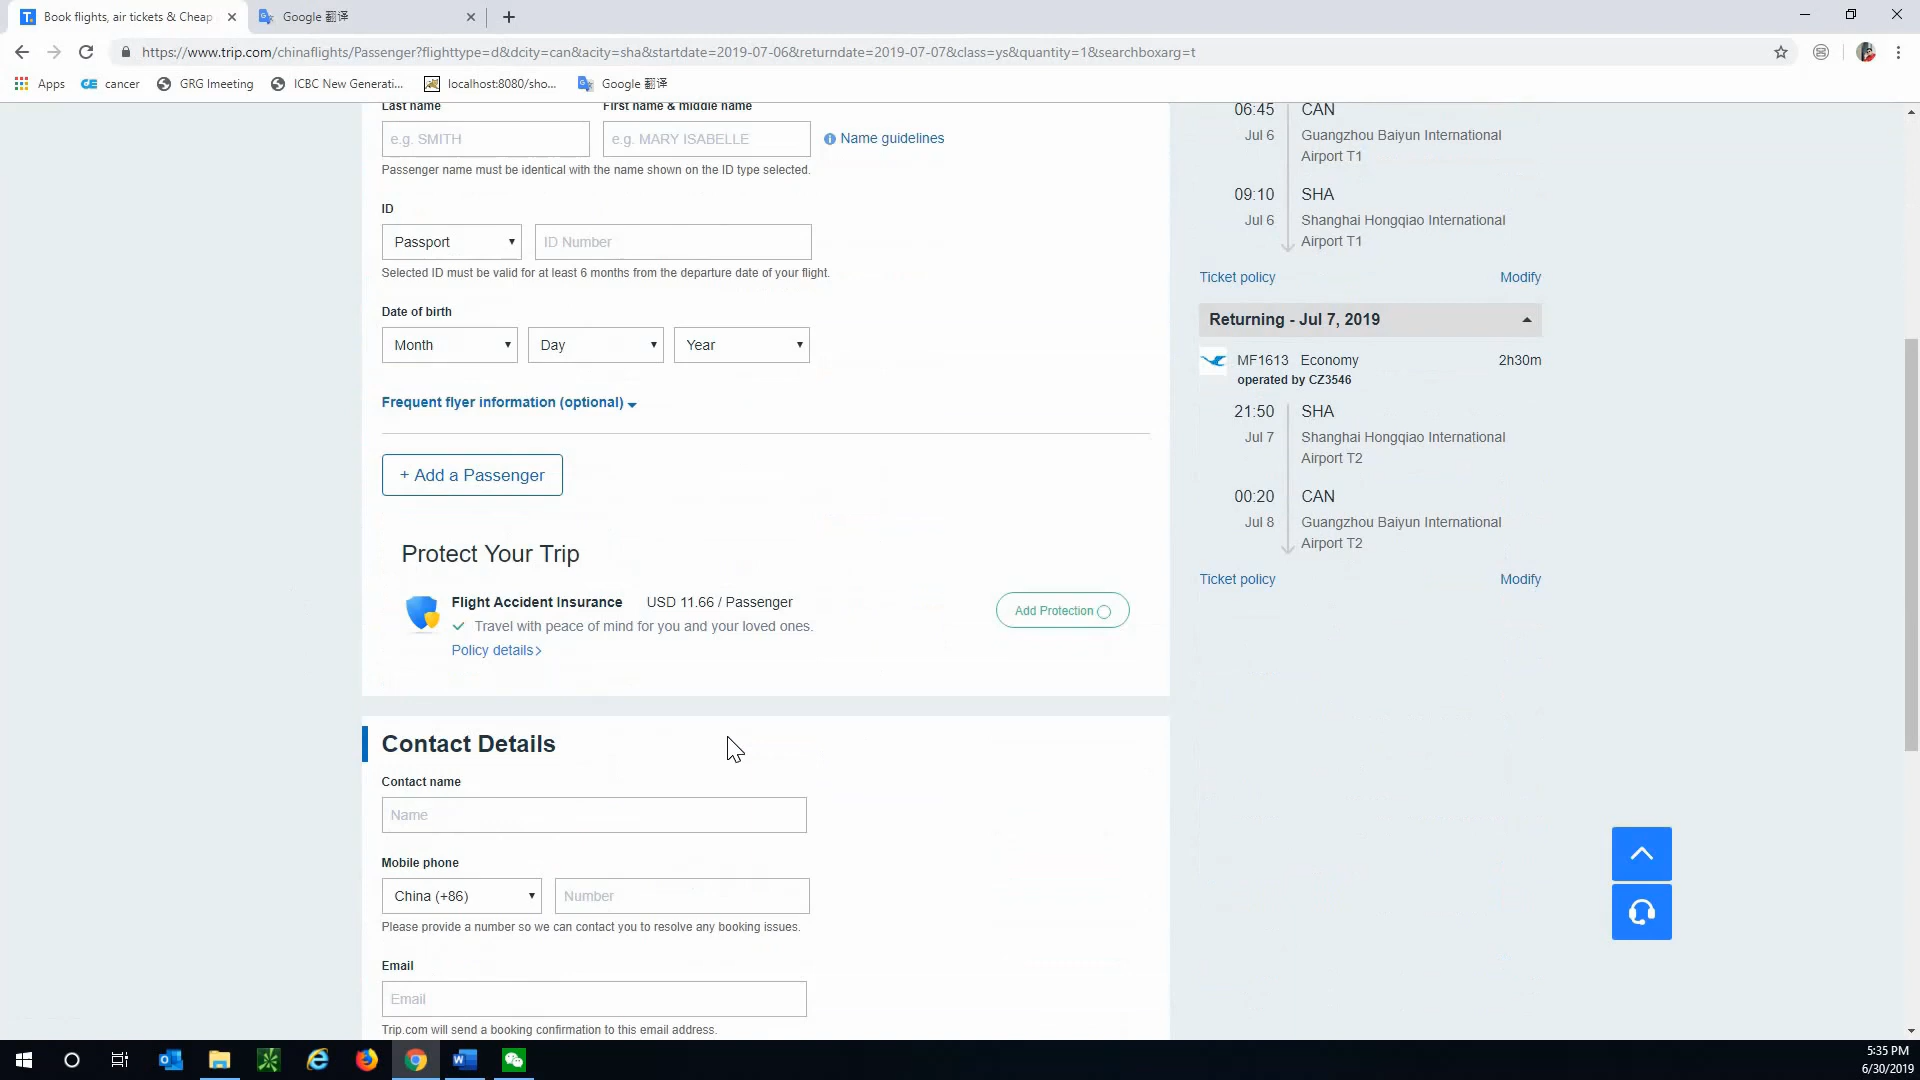 Book flights, air tickets & Cheap
Google 翻译
https://www.trip.com/chinaflights/Passenger?flighttype=d&dcity=can&acity=sha&startdate=2019-07-06&returndate=2019-07-07&class=ys&quantity=1&searchboxarg=t
Apps
cancer
GRG Imeeting
ICBC New Generati...
localhost:8080/sho...
Google 翻译
Last name
First name & middle name
e.g. SMITH
e.g. MARY ISABELLE
Name guidelines
Passenger name must be identical with the name shown on the ID type selected.
ID
Passport
ID Number
Selected ID must be valid for at least 6 months from the departure date of your flight.
Date of birth
Month
Day
Year
Frequent flyer information (optional)
+ Add a Passenger
Protect Your Trip
Flight Accident Insurance
USD 11.66 / Passenger
Travel with peace of mind for you and your loved ones.
Policy details>
Add Protection
Contact Details
Contact name
Name
Mobile phone
China (+86)
Number
Please provide a number so we can contact you to resolve any booking issues.
Email
Email
Trip.com will send a booking confirmation to this email address.
06:45 CAN
Jul 6 Guangzhou Baiyun International
Airport T1
09:10 SHA
Jul 6 Shanghai Hongqiao International
Airport T1
Ticket policy
Modify
Returning - Jul 7, 2019
MF1613 Economy 2h30m
operated by CZ3546
21:50 SHA
Jul 7 Shanghai Hongqiao International
Airport T2
00:20 CAN
Jul 8 Guangzhou Baiyun International
Airport T2
Ticket policy
Modify
5:35 PM
6/30/2019